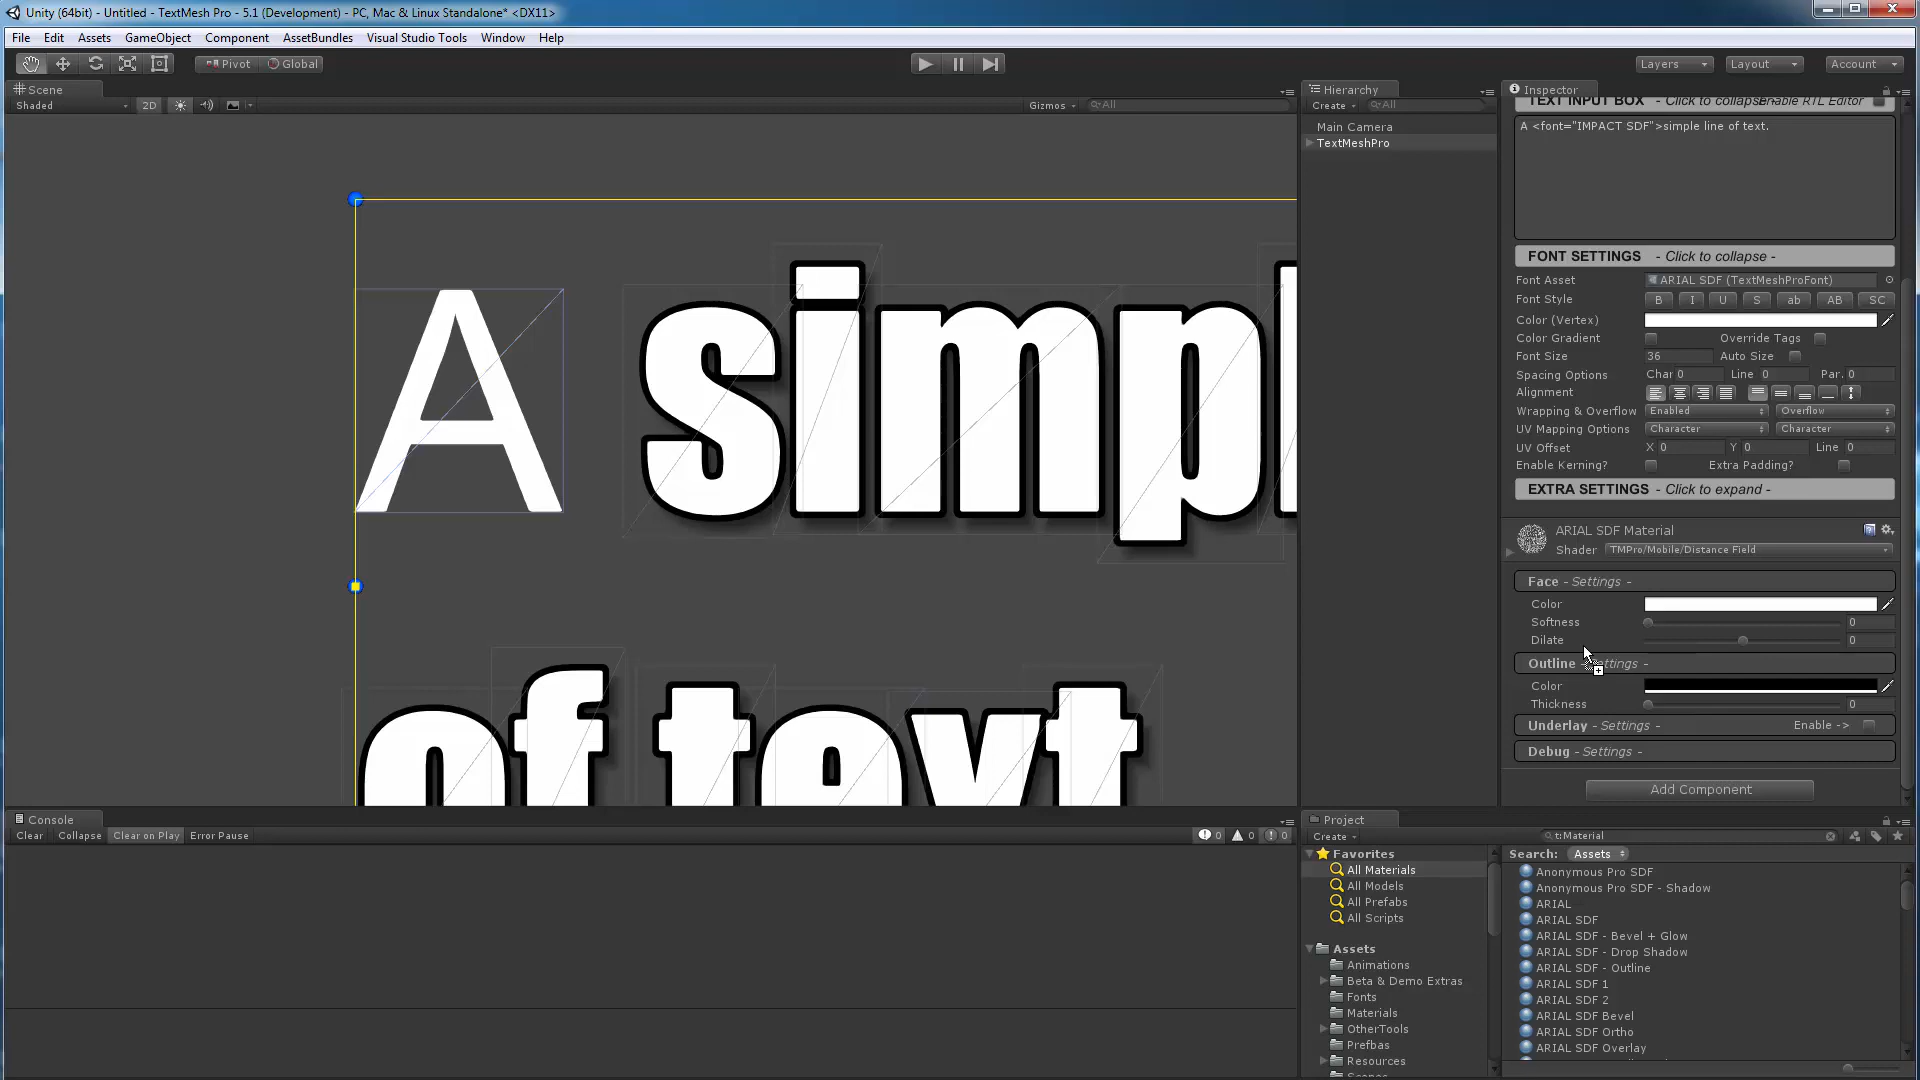 Unity (64bit) - Untitled - TextMesh Pro - 5.1 (Development) - PC, Mac & Linux Standalone* <DX11>
File Edit Assets GameObject Component AssetBundles Visual Studio Tools Window Help
Pivot Global Layers Layout Account
Scene
Shaded 2D Gizmos All
Hierarchy
Create All
Main Camera
TextMeshPro
A simpl
of text
Inspector
TEXT INPUT BOX - Click to collapse - Enable RTL Editor
A <font="IMPACT SDF">simple line of text.
FONT SETTINGS - Click to collapse -
Font Asset ARIAL SDF (TextMeshProFont)
Font Style B I U S ab AB SC
Color (Vertex)
Color Gradient Override Tags
Font Size 36 Auto Size
Spacing Options Char 0 Line 0 Par. 0
Alignment
Wrapping & Overflow Enabled Overflow
UV Mapping Options Character Character
UV Offset X 0 Y 0 Line 0
Enable Kerning? Extra Padding?
EXTRA SETTINGS - Click to expand -
ARIAL SDF Material
Shader TMPro/Mobile/Distance Field
Face - Settings -
Color
Softness 0
Dilate 0
Outline - Settings -
Color
Thickness 0
Underlay - Settings - Enable ->
Debug - Settings -
Add Component
Console
Clear Collapse Clear on Play Error Pause 0 0 0
Project
Create t:Material
Favorites
All Materials
All Models
All Prefabs
All Scripts
Assets
Animations
Beta & Demo Extras
Fonts
Materials
OtherTools
Prefbas
Resources
Search: Assets
Anonymous Pro SDF
Anonymous Pro SDF - Shadow
ARIAL
ARIAL SDF
ARIAL SDF - Bevel + Glow
ARIAL SDF - Drop Shadow
ARIAL SDF - Outline
ARIAL SDF 1
ARIAL SDF 2
ARIAL SDF Bevel
ARIAL SDF Ortho
ARIAL SDF Overlay